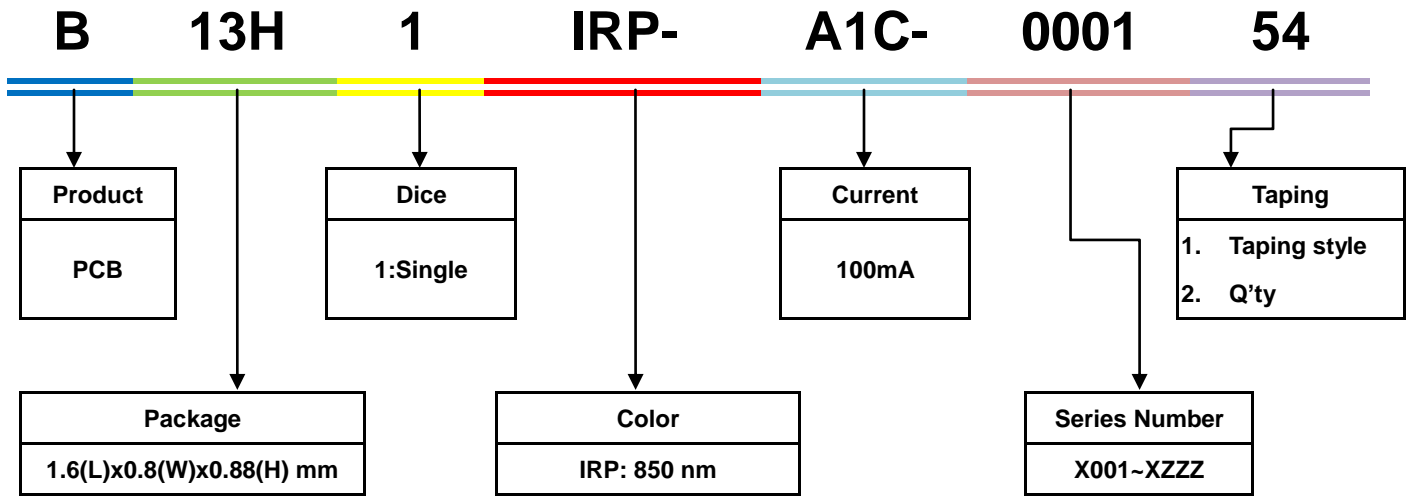 B 13H 1 IRP- A1C- 0001 54
Product
PCB
Dice
1:Single
Current
100mA
Taping
1. Taping style
2. Q’ty
Package
1.6(L)x0.8(W)x0.88(H) mm
Color
IRP: 850 nm
Series Number
X001~XZZZ